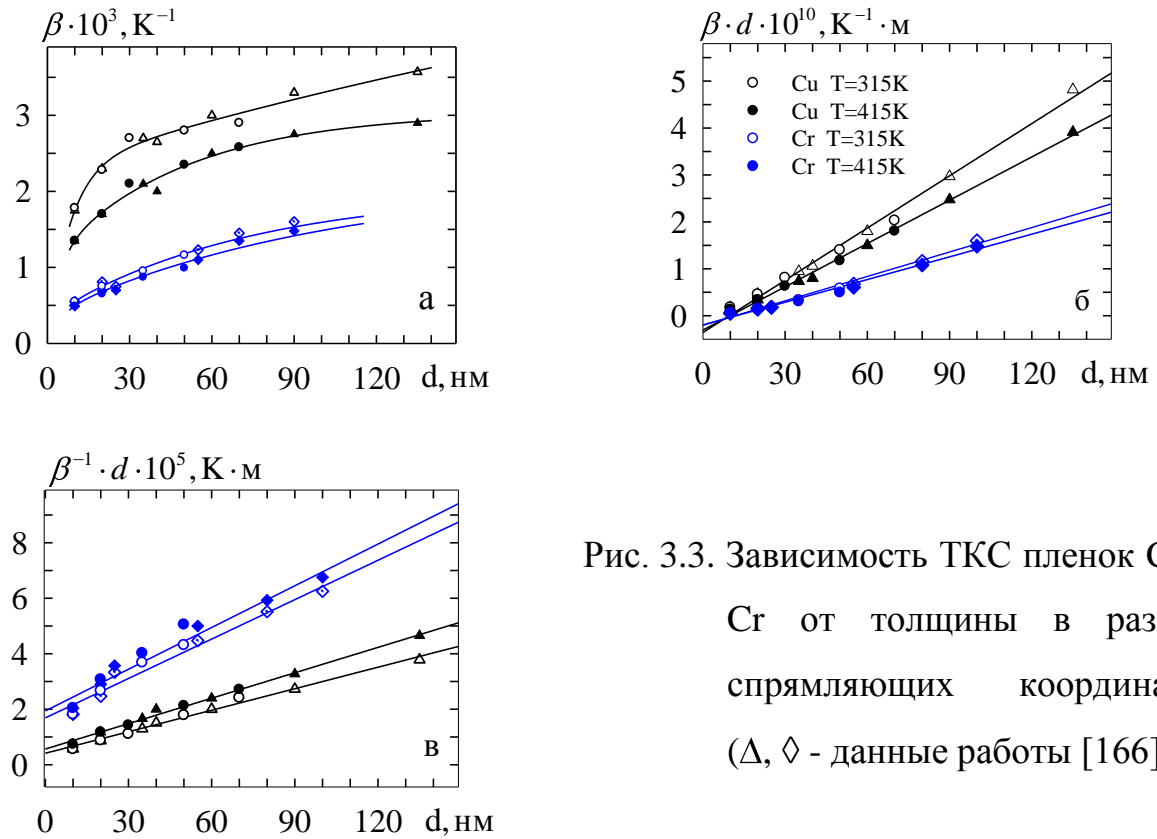 β·10³, K⁻¹
3
2
1
0
а
0 30 60 90 120 d, нм
β·d·10¹⁰, K⁻¹·м
5
4
3
2
1
0
Cu T=315K
Cu T=415K
Cr T=315K
Cr T=415K
б
0 30 60 90 120 d, нм
β⁻¹·d·10⁵, K·м
8
6
4
2
0
в
0 30 60 90 120 d, нм
Рис. 3.3. Зависимость ТКС пленок
Cr от толщины в
спрямляющих
(Δ, ◊ - данные работы [166]